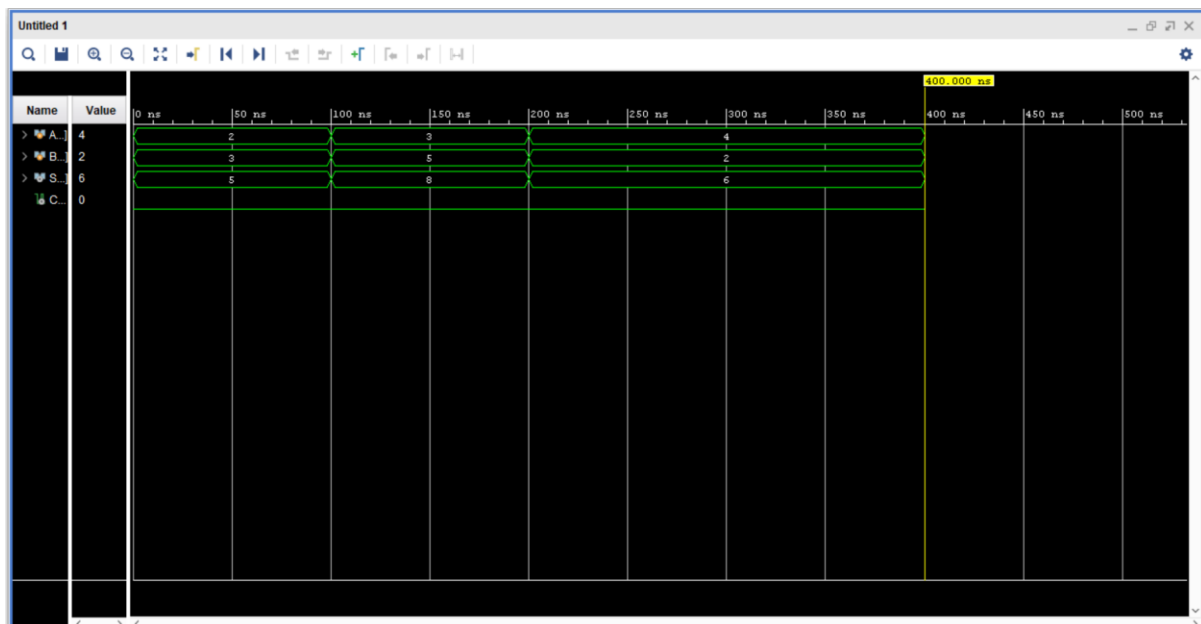 Untitled 1
400.000 ns
Name Value
0 ns 50 ns 100 ns 150 ns 200 ns 250 ns 300 ns 350 ns 400 ns 450 ns 500 ns
A...] 4 2 3 4
B...] 2 3 5 2
S...] 6 5 8 6
C... 0